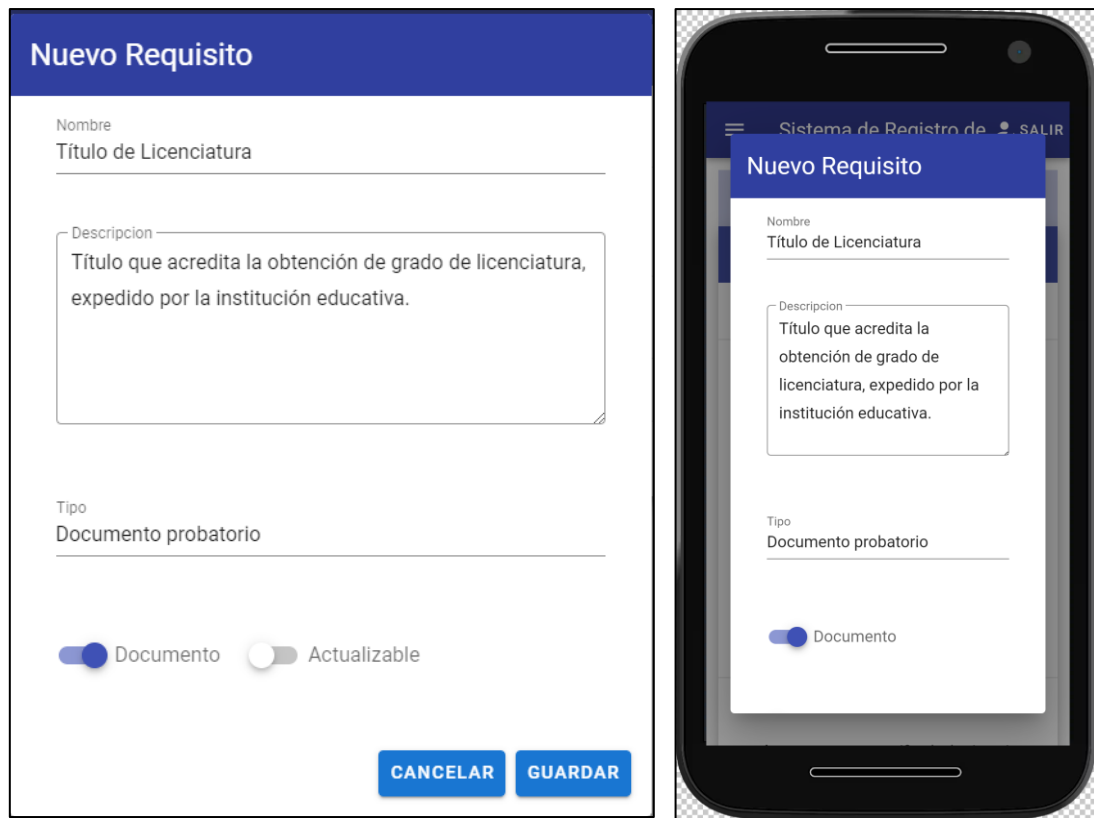 Nuevo Requisito
Nombre
Título de Licenciatura
Descripcion
Título que acredita la obtención de grado de licenciatura,
expedido por la institución educativa.
Tipo
Documento probatorio
Documento Actualizable
CANCELAR GUARDAR
Sistema de Registro de SALIR
Nuevo Requisito
Nombre
Título de Licenciatura
Descripcion
Título que acredita la
obtención de grado de
licenciatura, expedido por la
institución educativa.
Tipo
Documento probatorio
Documento